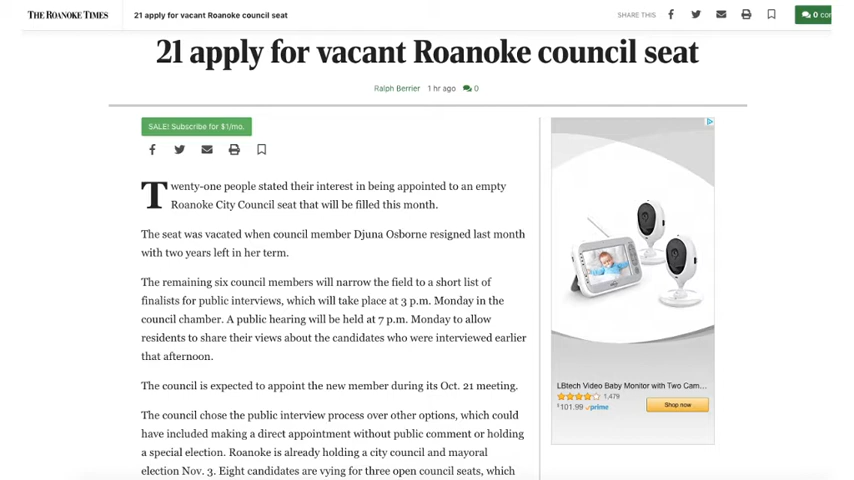 THE ROANOKE TIMES
21 apply for vacant Roanoke council seat
SHARE THIS
0
21 apply for vacant Roanoke council seat
Ralph Berrier 1 hr ago 0
SALE! Subscribe for $1/mo.
Twenty-one people stated their interest in being appointed to an empty
Roanoke City Council seat that will be filled this month.
The seat was vacated when council member Djuna Osborne resigned last month
with two years left in her term.
The remaining six council members will narrow the field to a short list of
finalists for public interviews, which will take place at 3 p.m. Monday in the
council chamber. A public hearing will be held at 7 p.m. Monday to allow
residents to share their views about the candidates who were interviewed earlier
that afternoon.
The council is expected to appoint the new member during its Oct. 21 meeting.
The council chose the public interview process over other options, which could
have included making a direct appointment without public comment or holding
a special election. Roanoke is already holding a city council and mayoral
election Nov. 3. Eight candidates are vying for three open council seats, which
LBtech Video Baby Monitor with Two Cam...
1,479
$101.99 prime
Shop now